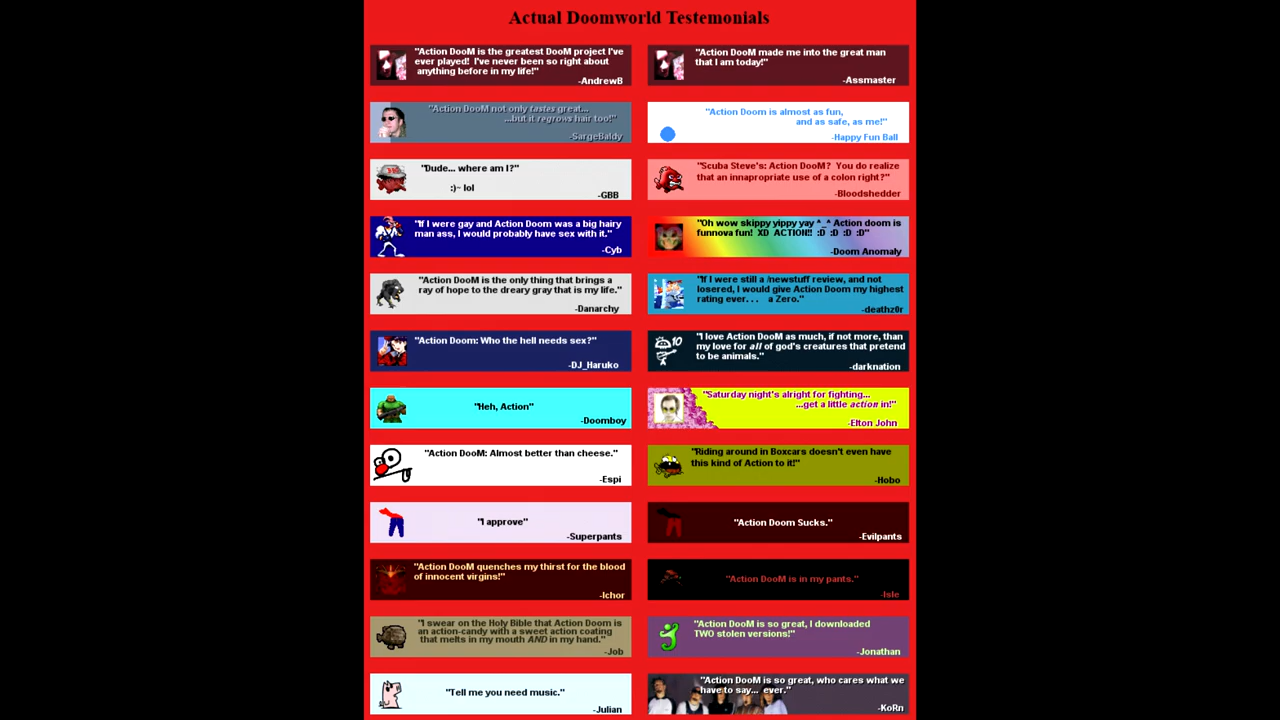 Actual Doomworld Testemonials
"Action DooM is the greatest DooM project I've
ever played!  I've never been so right about
anything before in my life!"
-AndrewB
"Action DooM made me into the great man
that I am today!"
-Assmaster
"Action DooM not only tastes great...
...but it regrows hair too!"
-SargeBaldy
"Action Doom is almost as fun,
and as safe, as me!"
-Happy Fun Ball
"Dude... where am I?"
:)~ lol
-GBB
"Scuba Steve's: Action DooM?  You do realize
that an innapropriate use of a colon right?"
-Bloodshedder
"If I were gay and Action Doom was a big hairy
man ass, I would probably have sex with it."
-Cyb
"Oh wow skippy yippy yay ^_^ Action doom is
funnova fun!  XD  ACTION!!  :D  :D  :D  :D"
-Doom Anomaly
"Action DooM is the only thing that brings a
ray of hope to the dreary gray that is my life."
-Danarchy
"If I were still a /newstuff review, and not
losered, I would give Action Doom my highest
rating ever. . .   a Zero."
-deathz0r
"Action Doom: Who the hell needs sex?"
-DJ_Haruko
10
"I love Action DooM as much, if not more, than
my love for all of god's creatures that pretend
to be animals."
-darknation
"Heh, Action"
-Doomboy
"Saturday night's alright for fighting...
...get a little action in!"
-Elton John
"Action DooM: Almost better than cheese."
-Espi
"Riding around in Boxcars doesn't even have
this kind of Action to it!"
-Hobo
"I approve"
-Superpants
"Action Doom Sucks."
-Evilpants
"Action DooM quenches my thirst for the blood
of innocent virgins!"
-Ichor
"Action DooM is in my pants."
-Isle
"I swear on the Holy Bible that Action Doom is
an action-candy with a sweet action coating
that melts in my mouth AND in my hand."
-Job
"Action DooM is so great, I downloaded
TWO stolen versions!"
-Jonathan
"Tell me you need music."
-Julian
"Action DooM is so great, who cares what we
have to say...  ever."
-KoRn